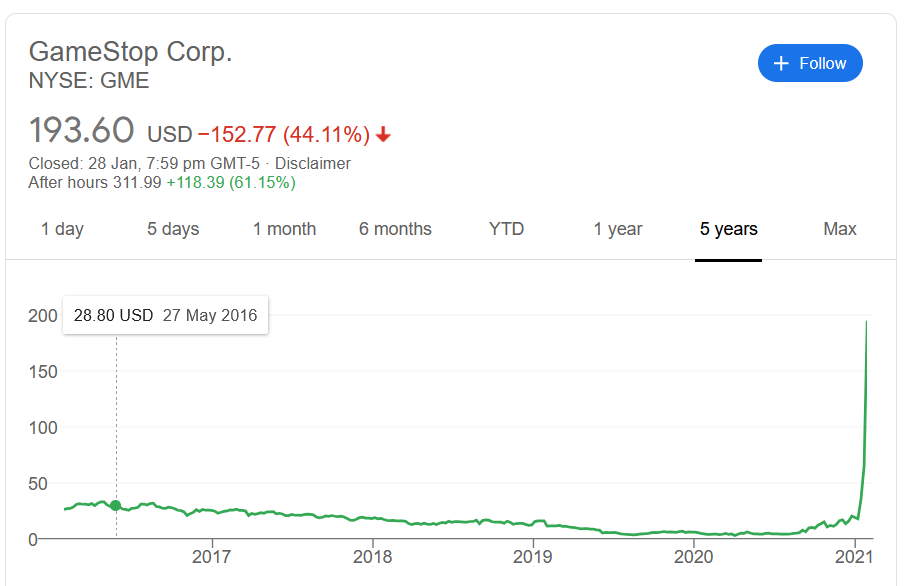 GameStop Corp.
NYSE: GME
+ Follow
193.60 USD −152.77 (44.11%)
Closed: 28 Jan, 7:59 pm GMT-5 · Disclaimer
After hours 311.99 +118.39 (61.15%)
1 day 5 days 1 month 6 months YTD 1 year 5 years Max
28.80 USD 27 May 2016
200
150
100
50
0
2017 2018 2019 2020 2021